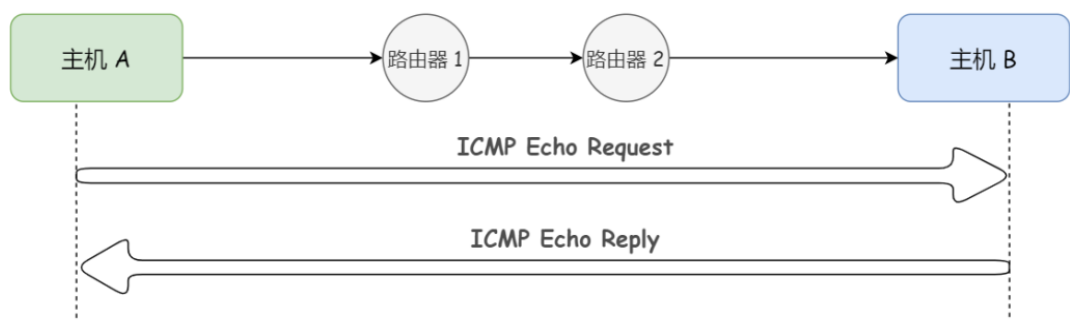 主机 A
路由器 1
路由器 2
主机 B
ICMP Echo Request
ICMP Echo Reply